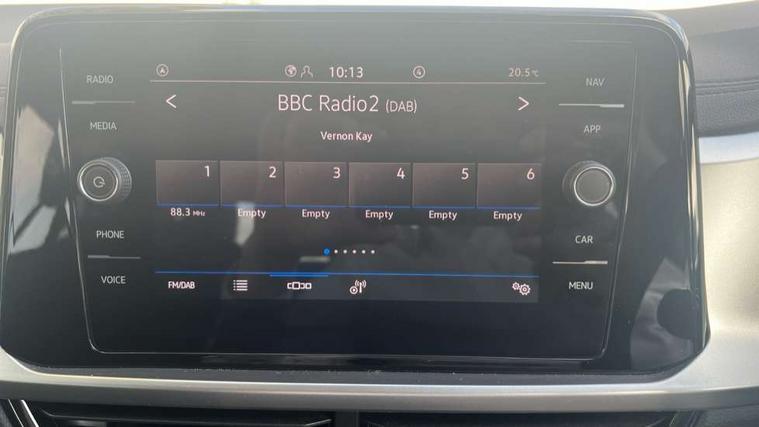 RADIO
MEDIA
PHONE
VOICE
10:13
20.5°C
BBC Radio2 (DAB)
Vernon Kay
1 2 3 4 5 6
88.3 MHz Empty Empty Empty Empty Empty
FM/DAB
NAV
APP
CAR
MENU